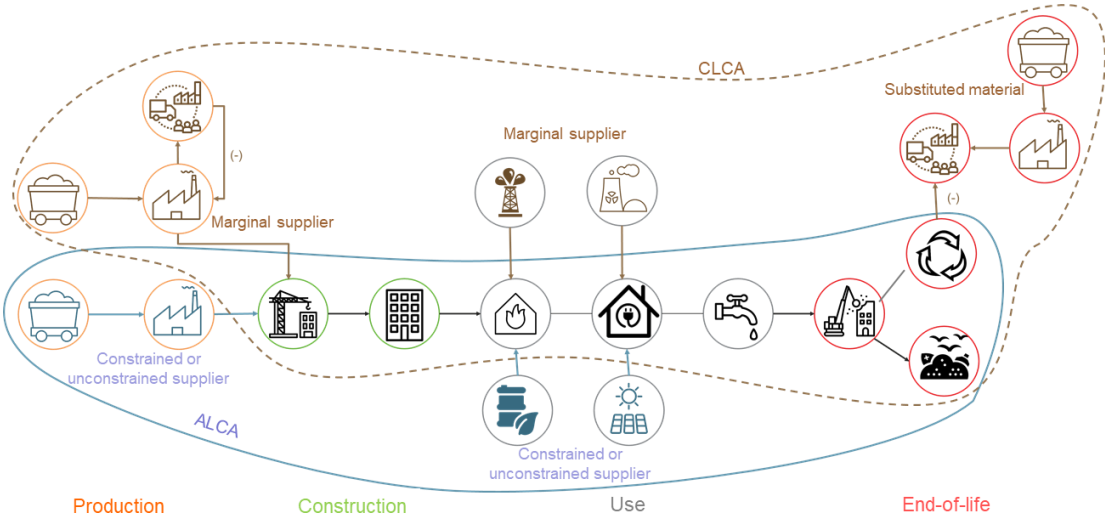 CLCA
Substituted material
Marginal supplier
(-)
(-)
Marginal supplier
Constrained or
unconstrained supplier
ALCA
Constrained or
unconstrained supplier
Production
Construction
Use
End-of-life